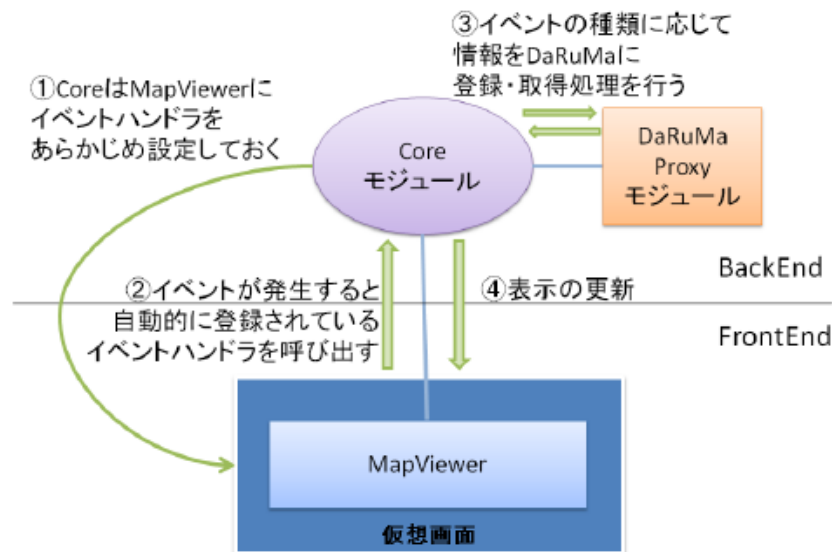 ③イベントの種類に応じて
情報をDaRuMaに
登録・取得処理を行う
①CoreはMapViewerに
イベントハンドラを
あらかじめ設定しておく
Core
モジュール
DaRuMa
Proxy
モジュール
BackEnd
②イベントが発生すると
自動的に登録されている
イベントハンドラを呼び出す
④表示の更新
FrontEnd
MapViewer
仮想画面